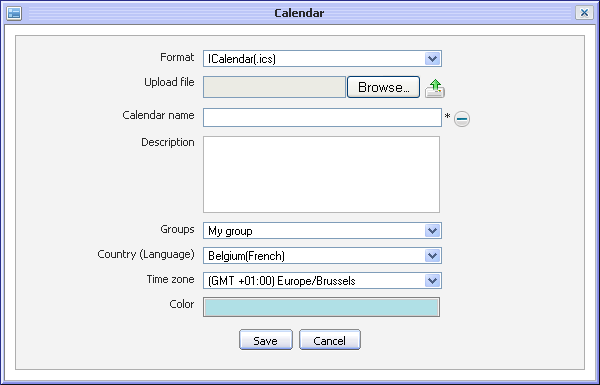 Calendar
Format ICalendar(.ics)
Upload file Browse...
Calendar name *
Description
Groups My group
Country (Language) Belgium(French)
Time zone (GMT +01:00) Europe/Brussels
Color
Save Cancel